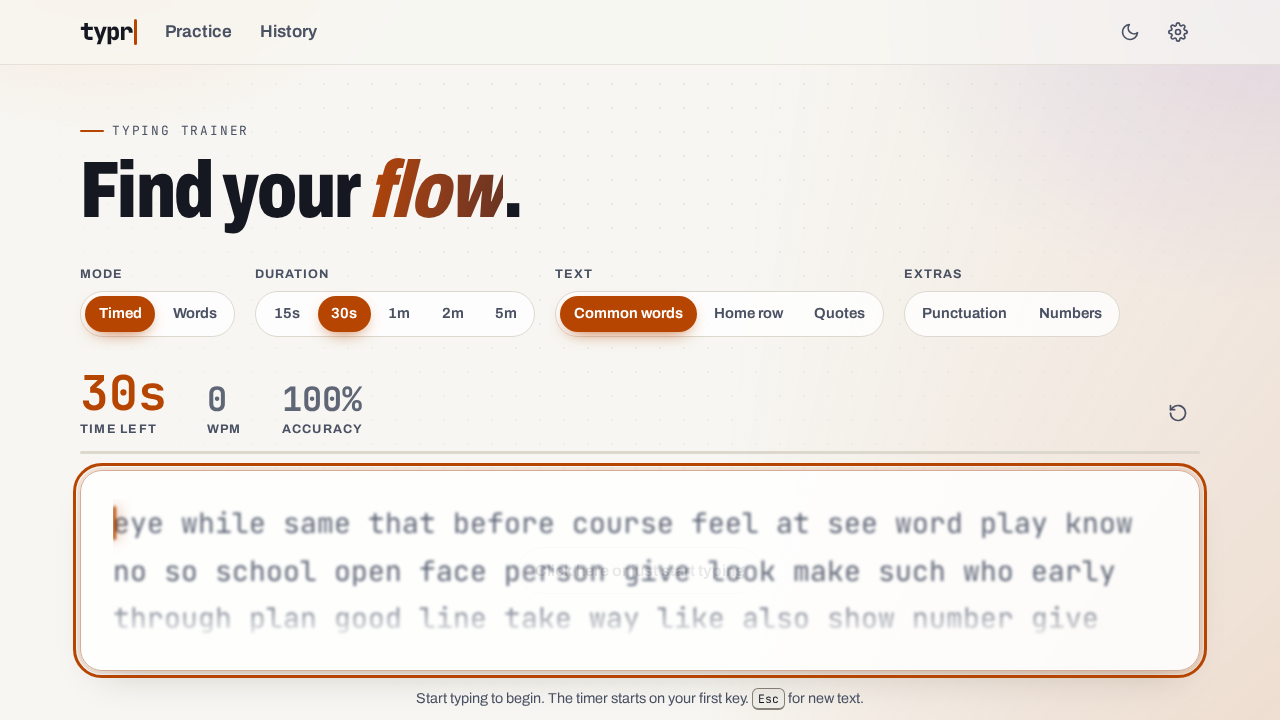 typr Practice History
TYPING TRAINER
Find your flow.
MODE DURATION TEXT EXTRAS
Timed Words 15s 30s 1m 2m 5m Common words Home row Quotes Punctuation Numbers
30s 0 100%
TIME LEFT WPM ACCURACY
eye while same that before course feel at see word play know
no so school open face person give look make such who early
through plan good line take way like also show number give
Start typing to begin. The timer starts on your first key. Esc for new text.